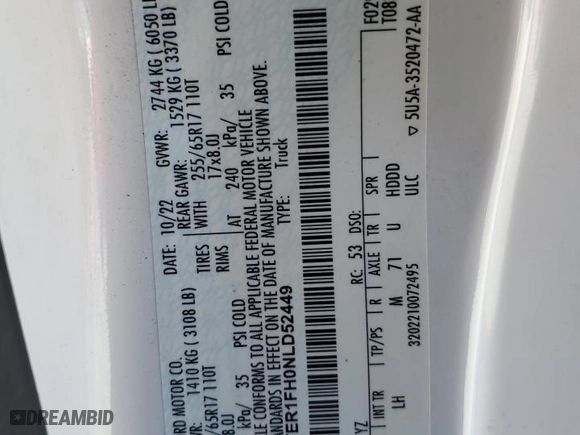 RD MOTOR CO. DATE: 10/22 GVWR: 2744 KG ( 6050 L
WR: 1410 KG ( 3108 LB) REAR GAWR: 1529 KG ( 3370 LB)
/65R17 110T TIRES WITH 255/65R17 110T
8.0J RIMS 17x8.0J
/ 35 PSI COLD AT 240 kPa/ 35 PSI COLD
LE CONFORMS TO ALL APPLICABLE FEDERAL MOTOR VEHICLE
ANDARDS IN EFFECT ON THE DATE OF MANUFACTURE SHOWN ABOVE.
ER1FH0NLD52449 TYPE: Truck
F02
T08
YZ RC: 53 DSO:
INT TR TP/PS R AXLE TR SPR
LH M 71 U HDDD
3202210072495 ULC
▽ 5U5A-3520472-AA
DREAMBID